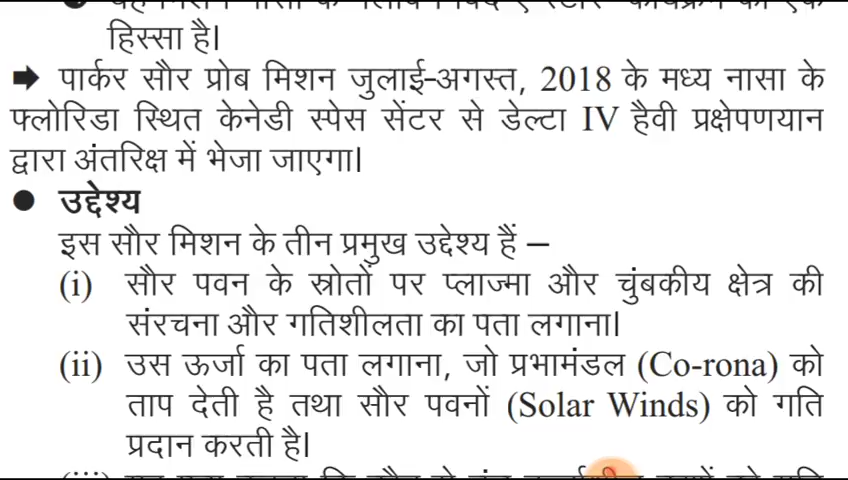 हिस्सा है।
➡ पार्कर सौर प्रोब मिशन जुलाई-अगस्त, 2018 के मध्य नासा के
फ्लोरिडा स्थित केनेडी स्पेस सेंटर से डेल्टा IV हैवी प्रक्षेपणयान
द्वारा अंतरिक्ष में भेजा जाएगा।
● उद्देश्य
इस सौर मिशन के तीन प्रमुख उद्देश्य हैं –
(i) सौर पवन के स्रोतों पर प्लाज्मा और चुंबकीय क्षेत्र की
संरचना और गतिशीलता का पता लगाना।
(ii) उस ऊर्जा का पता लगाना, जो प्रभामंडल (Co-rona) को
ताप देती है तथा सौर पवनों (Solar Winds) को गति
प्रदान करती है।